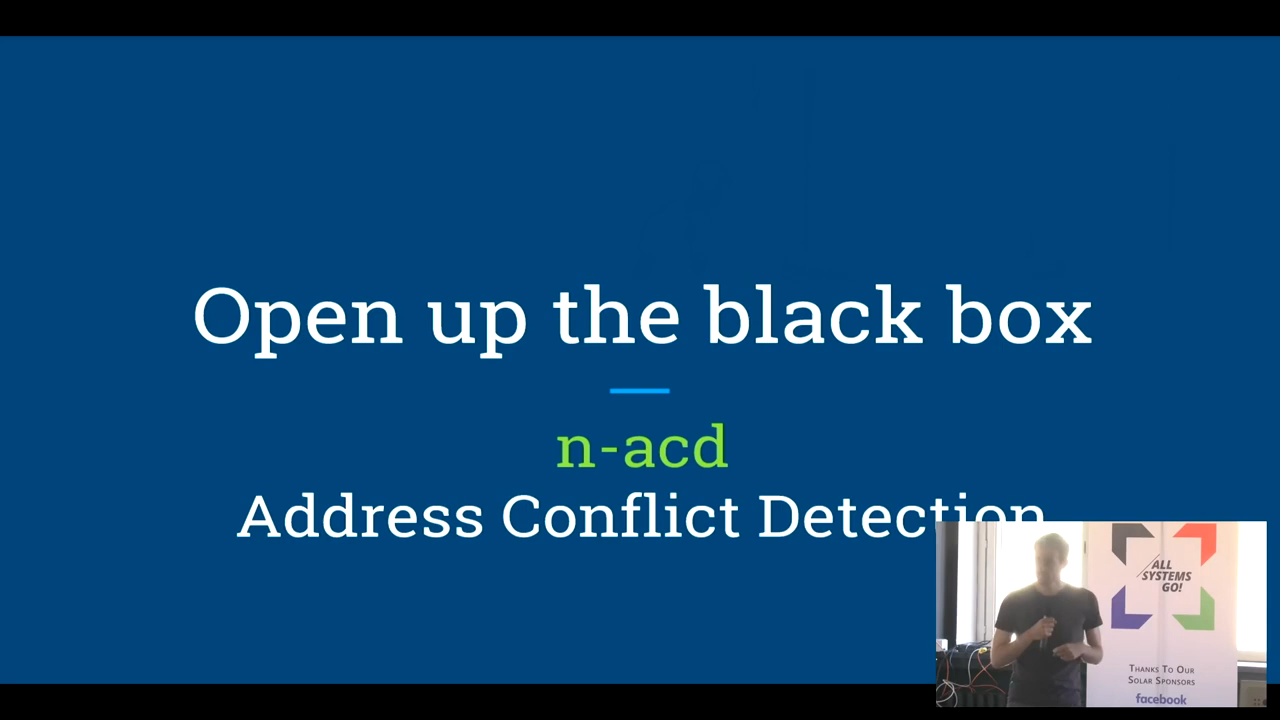 Open up the black box
n-acd
Address Conflict Detection
ALL
SYSTEMS
GO!
THANKS TO OUR
SOLAR SPONSORS
facebook